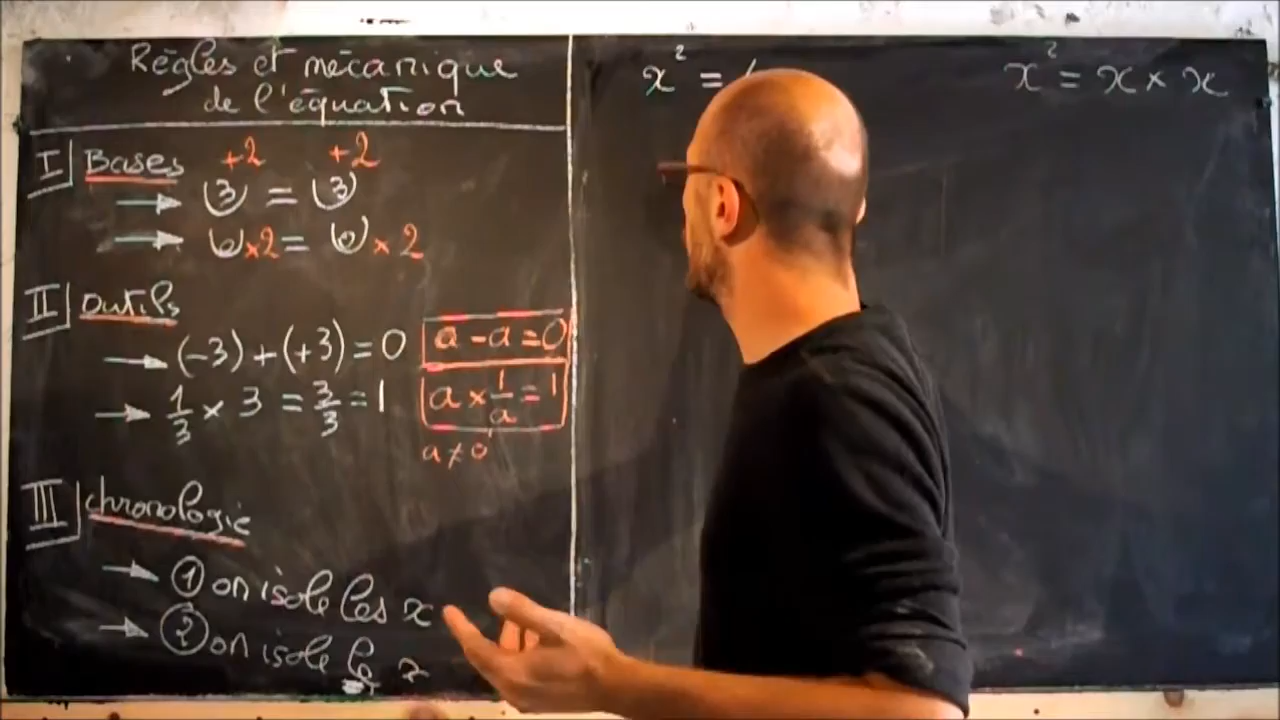 Règles et mécanique
de l'équation
I Bases
+2 +2
→ 3 = 3
→ 6 ×2 = 6 ×2
II Outils
→ (-3) + (+3) = 0
a - a = 0
→ 1/3 × 3 = 3/3 = 1
a × 1/a = 1
a ≠ 0
III chronologie
→ ① on isole les x
→ ② on isole le x
x² =
x² = x × x